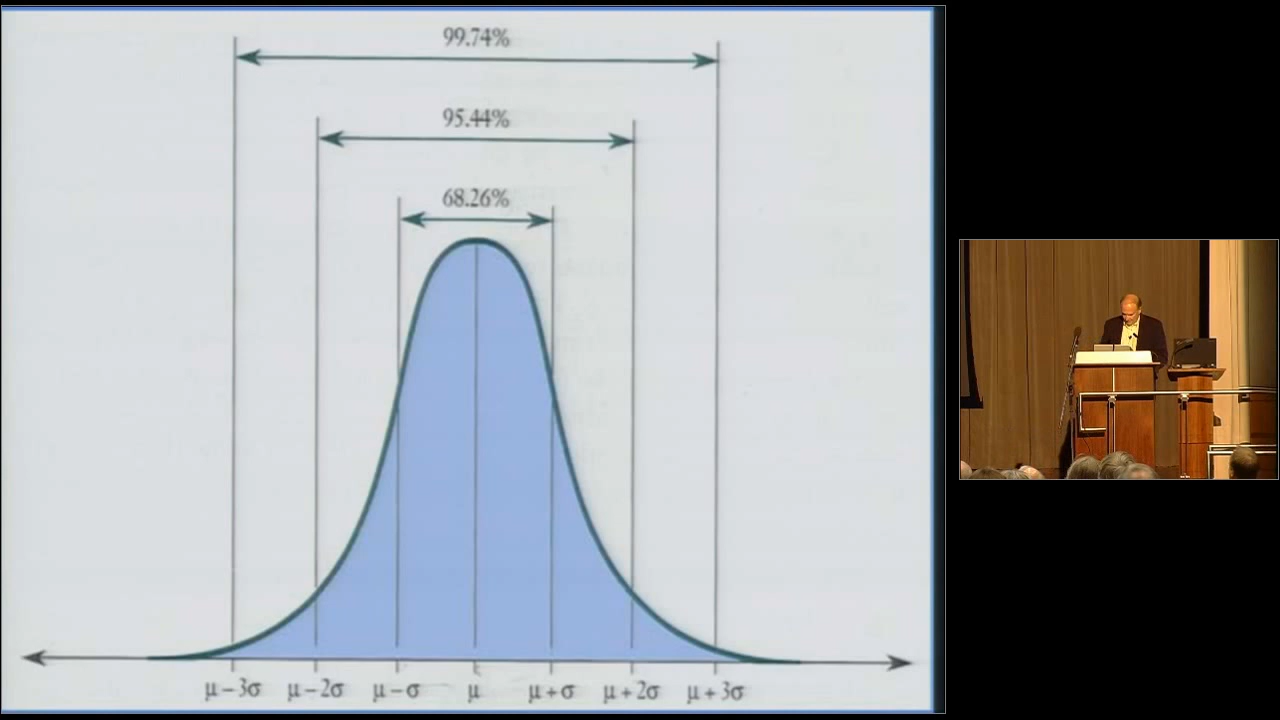 99.74%
95.44%
68.26%
μ – 3σ μ – 2σ μ – σ μ μ + σ μ + 2σ μ + 3σ